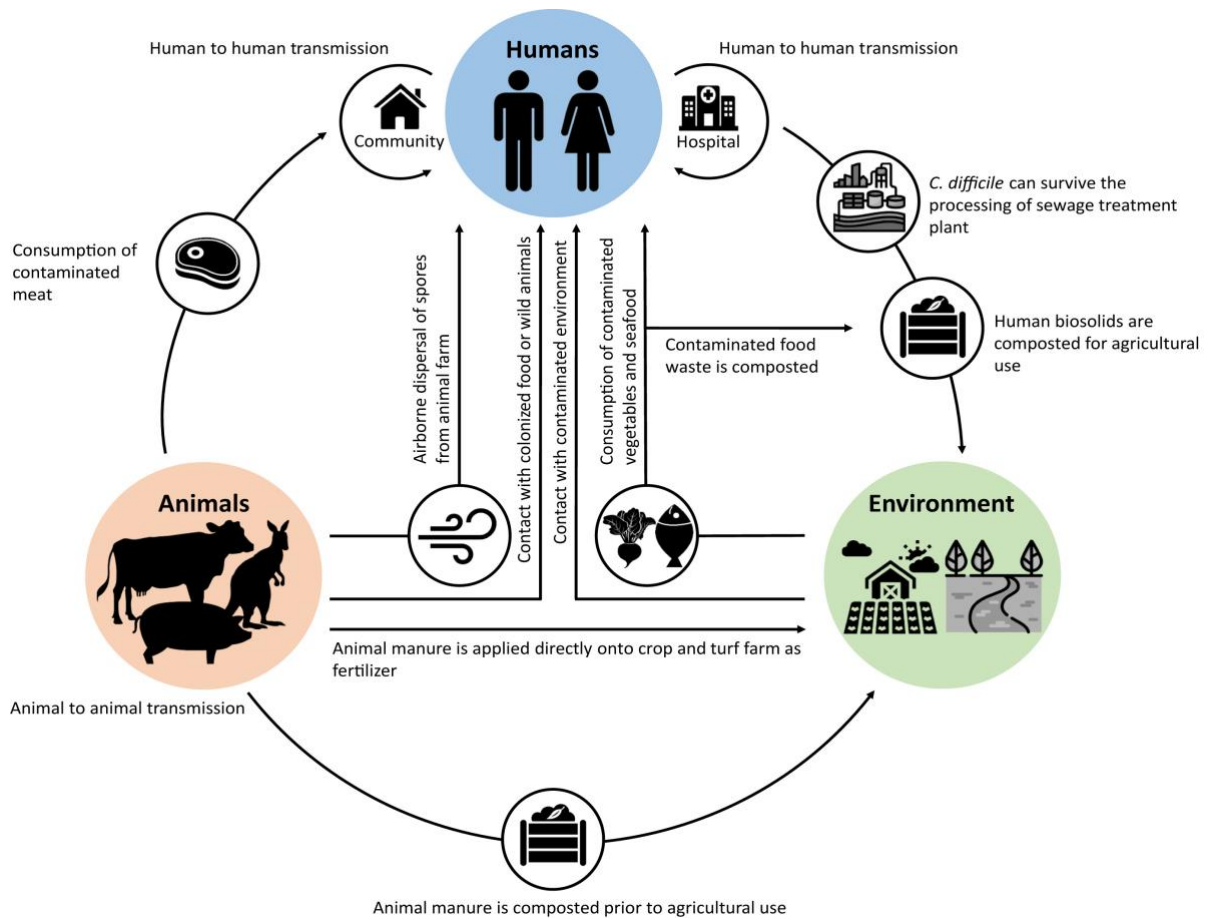 Human to human transmission
Humans
Human to human transmission
Community
Hospital
C. difficile can survive the
processing of sewage treatment
plant
Consumption of
contaminated
meat
Airborne dispersal of spores
from animal farm
Contact with colonized food or wild animals
Contact with contaminated environment
Consumption of contaminated
vegetables and seafood
Contaminated food
waste is composted
Human biosolids are
composted for agricultural
use
Animals
Environment
Animal manure is applied directly onto crop and turf farm as
fertilizer
Animal to animal transmission
Animal manure is composted prior to agricultural use